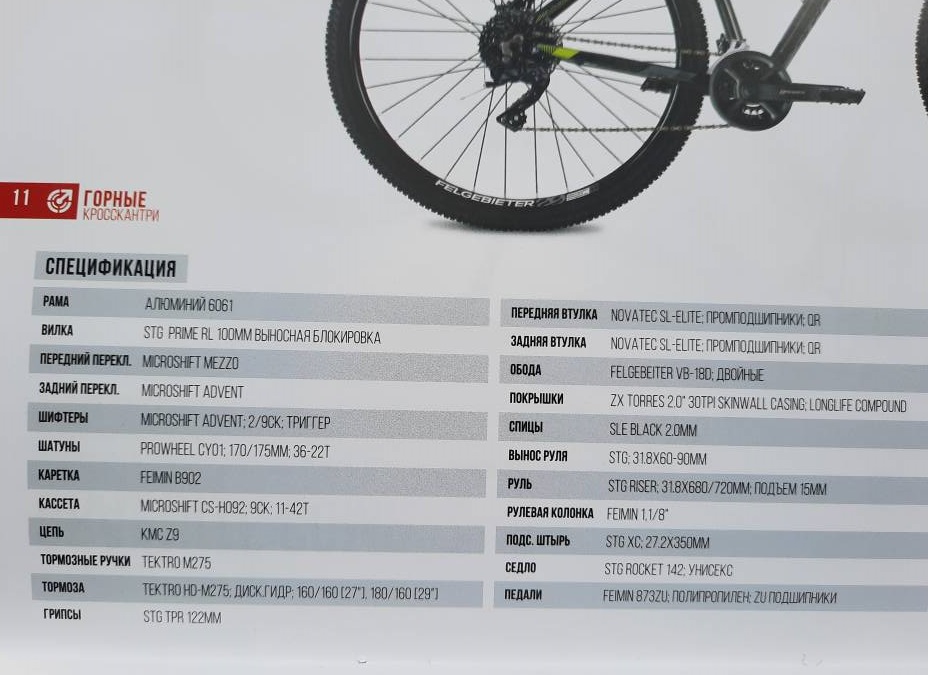 FELGEBIETER
11
ГОРНЫЕ
КРОССКАНТРИ
СПЕЦИФИКАЦИЯ
РАМА АЛЮМИНИЙ 6061
ВИЛКА STG PRIME RL 100MM ВЫНОСНАЯ БЛОКИРОВКА
ПЕРЕДНИЙ ПЕРЕКЛ. MICROSHIFT MEZZO
ЗАДНИЙ ПЕРЕКЛ. MICROSHIFT ADVENT
ШИФТЕРЫ MICROSHIFT ADVENT; 2/9СК; ТРИГГЕР
ШАТУНЫ PROWHEEL CY01; 170/175MM; 36-22T
КАРЕТКА FEIMIN B902
КАССЕТА MICROSHIFT CS-H092; 9СК; 11-42T
ЦЕПЬ KMC Z9
ТОРМОЗНЫЕ РУЧКИ TEKTRO M275
ТОРМОЗА TEKTRO HD-M275; ДИСК.ГИДР; 160/160 [27"], 180/160 [29"]
ГРИПСЫ STG TPR 122MM
ПЕРЕДНЯЯ ВТУЛКА NOVATEC SL-ELITE; ПРОМПОДШИПНИКИ; QR
ЗАДНЯЯ ВТУЛКА NOVATEC SL-ELITE; ПРОМПОДШИПНИКИ; QR
ОБОДА FELGEBEITER VB-18D; ДВОЙНЫЕ
ПОКРЫШКИ ZX TORRES 2.0" 30TPI SKINWALL CASING; LONGLIFE COMPOUND
СПИЦЫ SLE BLACK 2.0MM
ВЫНОС РУЛЯ STG; 31.8X60-90MM
РУЛЬ STG RISER; 31.8X680/720MM; ПОДЪЕМ 15MM
РУЛЕВАЯ КОЛОНКА FEIMIN 1,1/8"
ПОДС. ШТЫРЬ STG XC; 27.2X350MM
СЕДЛО STG ROCKET 142; УНИСЕКС
ПЕДАЛИ FEIMIN 873ZU; ПОЛИПРОПИЛЕН; ZU ПОДШИПНИКИ